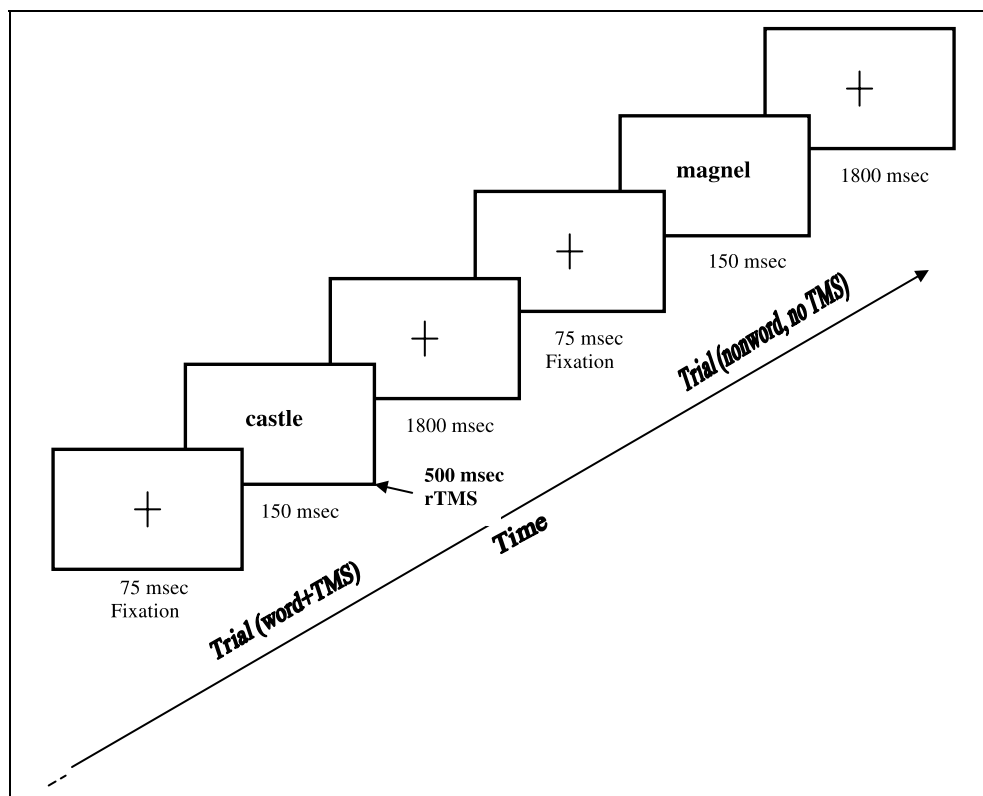 magnel
1800 msec
150 msec
75 msec
Fixation
Trial (nonword, no TMS)
castle
1800 msec
500 msec
rTMS
150 msec
Time
75 msec
Fixation
Trial (word+TMS)